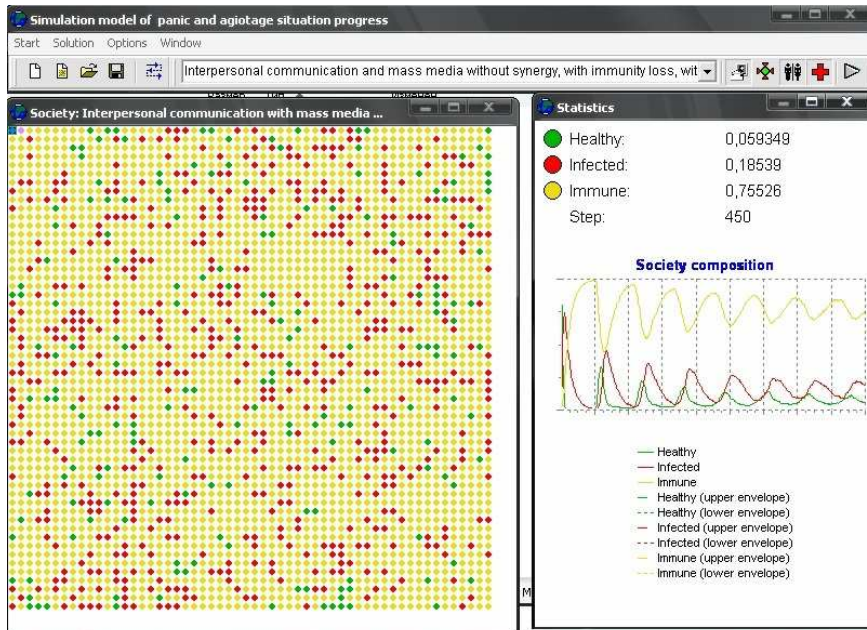 Simulation model of panic and agiotage situation progress
Start Solution Options Window
Interpersonal communication and mass media without synergy, with immunity loss, wit
Society: Interpersonal communication with mass media ...
Statistics
Healthy: 0,059349
Infected: 0,18539
Immune: 0,75526
Step: 450
Society composition
Healthy
Infected
Immune
Healthy (upper envelope)
Healthy (lower envelope)
Infected (upper envelope)
Infected (lower envelope)
Immune (upper envelope)
Immune (lower envelope)
M